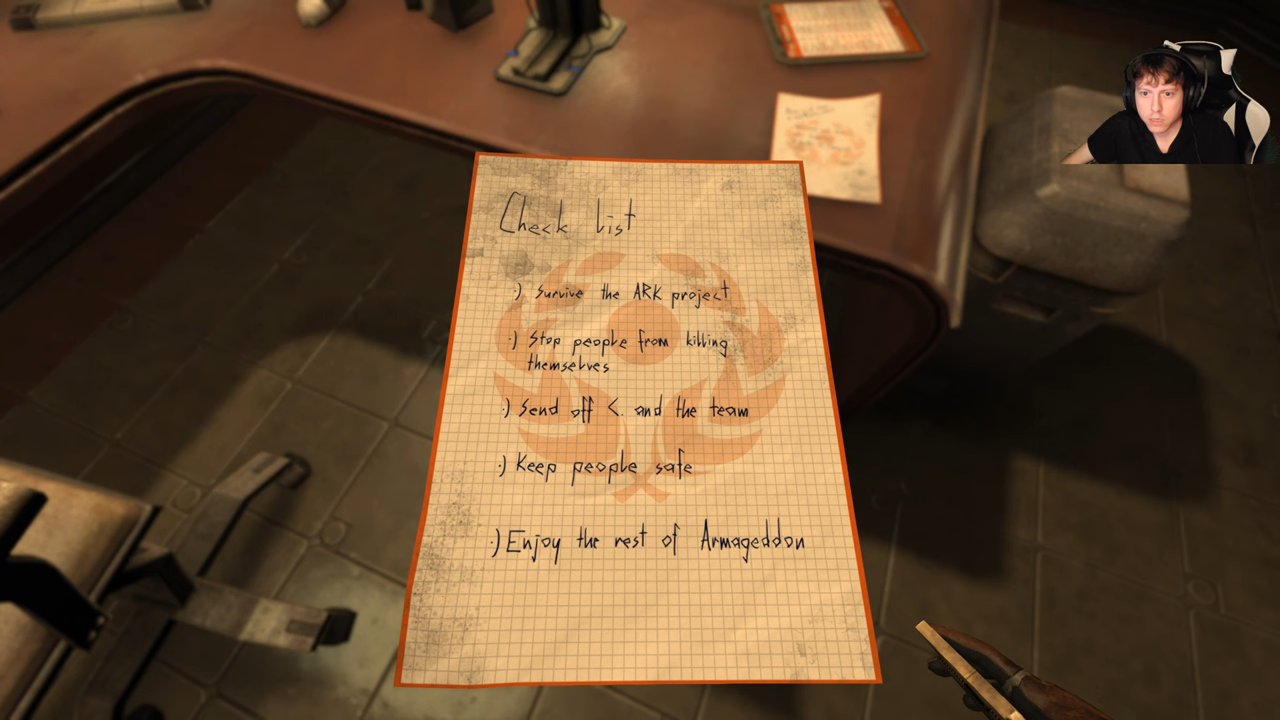 Check list
·) Survive the ARK project
·) Stop people from killing
themselves
·) Send off C. and the team
·) Keep people safe
·) Enjoy the rest of Armageddon